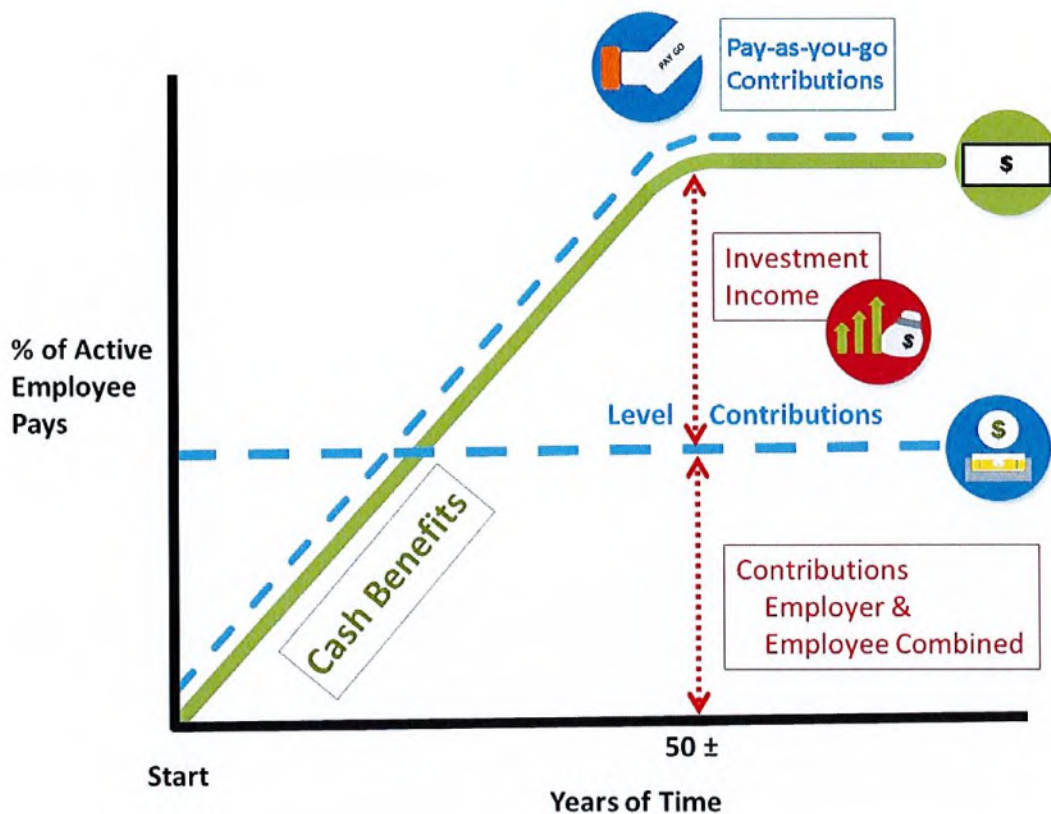 PAY GO
Pay-as-you-go
Contributions
$
Investment
Income
$
% of Active
Employee
Pays
Level Contributions
$
Cash Benefits
Contributions
Employer &
Employee Combined
50 ±
Start
Years of Time